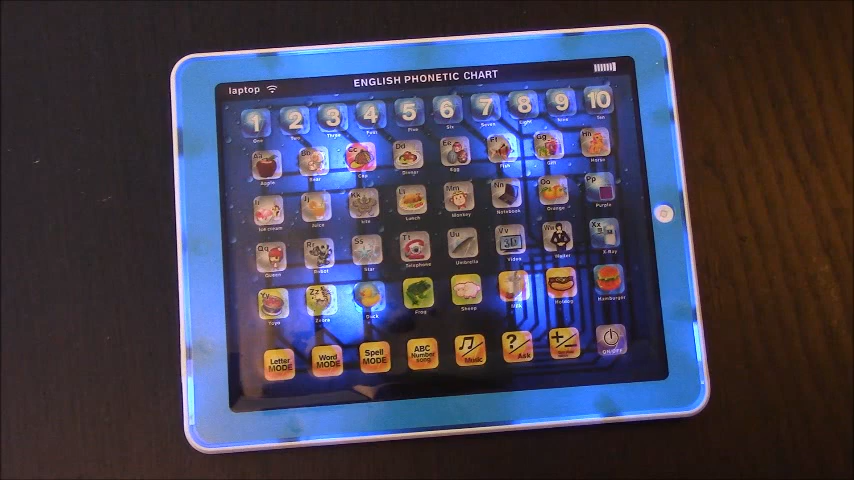 laptop
ENGLISH PHONETIC CHART
1 2 3 4 5 6 7 8 9 10
One Two Three Four Five Six Seven Eight Nine Ten
Aa Bb Cc Dd Ee Ff Gg Hh
Apple Bear Cap Dinner Egg Fish Gift Horse
Ii Jj Kk Ll Mm Nn Oo Pp
Ice cream Juice Kite Lunch Monkey Notebook Orange Purple
Qq Rr Ss Tt Uu Vv Ww Xx
Queen Robot Star Telephone Umbrella Video Waiter X-Ray
3D
Yy Zz
Yoyo Zebra Duck Frog Sheep Milk Hotdog Hamburger
Letter MODE Word MODE Spell MODE ABC Number song Music ? Ask + − ON/OFF